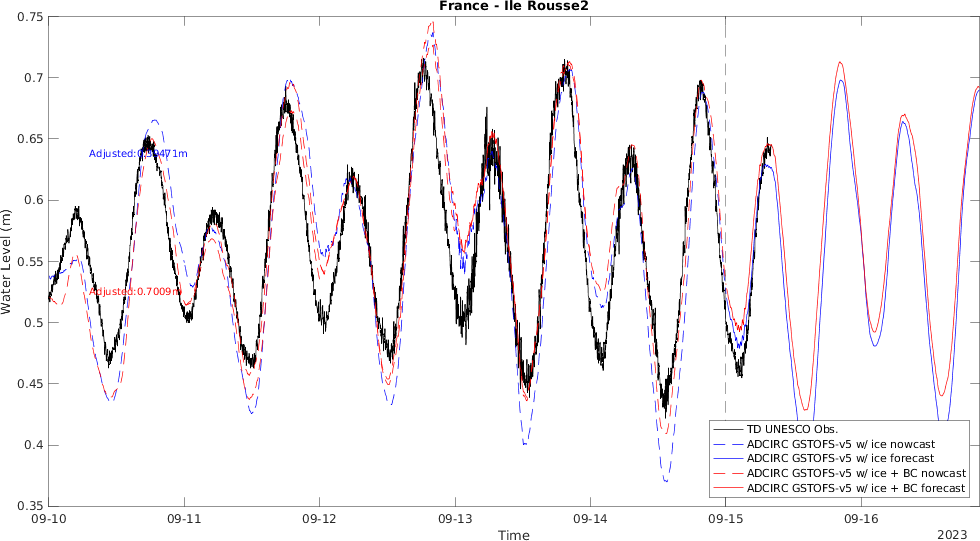 France - Ile Rousse2
Water Level (m)
0.75
0.7
0.65
0.6
0.55
0.5
0.45
0.4
0.35
Adjusted:0.7009m
TD UNESCO Obs.
ADCIRC GSTOFS-v5 w/ ice nowcast
ADCIRC GSTOFS-v5 w/ ice forecast
ADCIRC GSTOFS-v5 w/ ice + BC nowcast
ADCIRC GSTOFS-v5 w/ ice + BC forecast
09-10 09-11 09-12 09-13 09-14 09-15 09-16
Time
2023